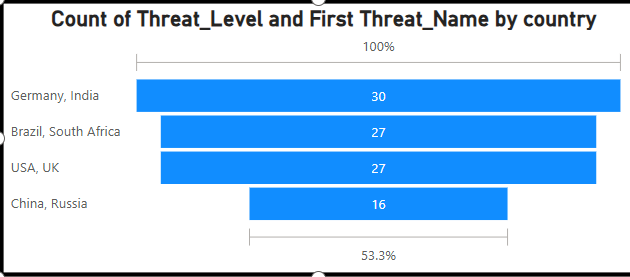 Count of Threat_Level and First Threat_Name by country
100%
Germany, India 30
Brazil, South Africa 27
USA, UK 27
China, Russia 16
53.3%